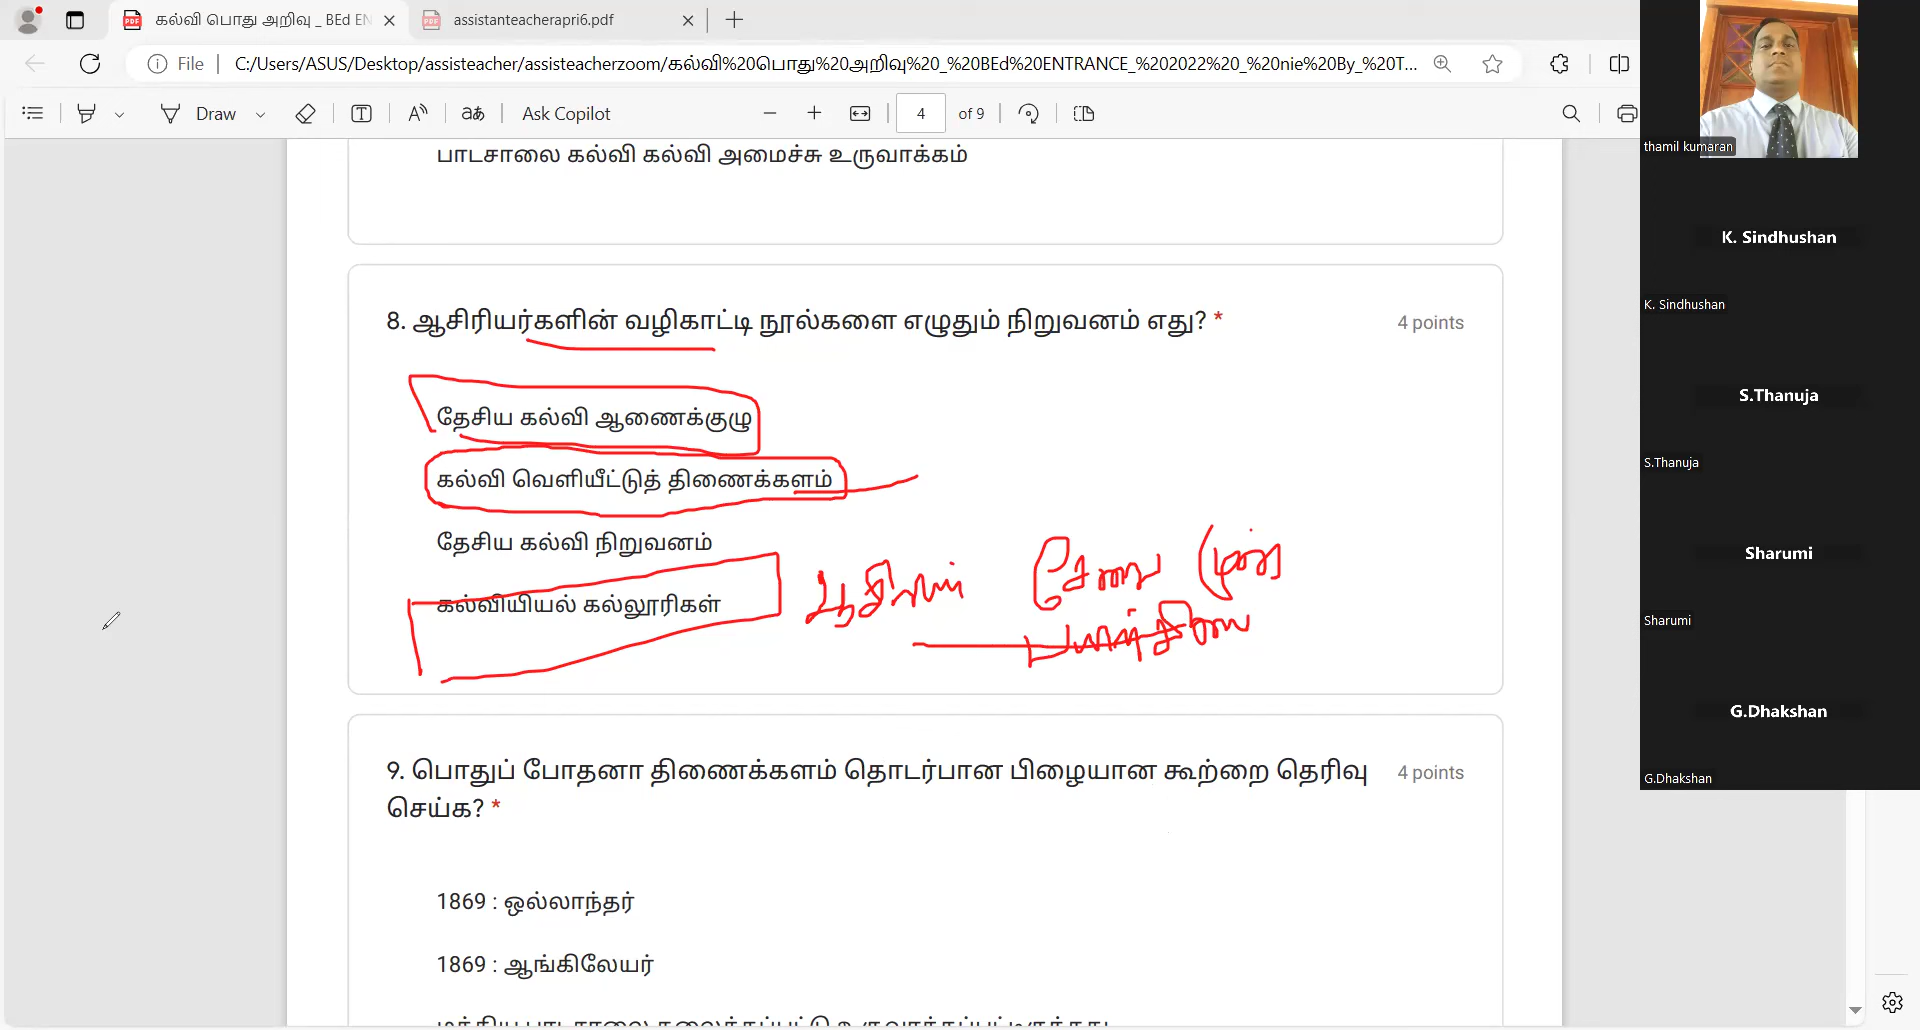 கல்வி பொது அறிவு _ BEd EN
assistanteacherapri6.pdf
File
C:/Users/ASUS/Desktop/assisteacher/assisteacherzoom/கல்வி%20பொது%20அறிவு%20_%20BEd%20ENTRANCE_%202022%20_%20nie%20By_%20T...
Draw
aあ
Ask Copilot
4 of 9
பாடசாலை கல்வி கல்வி அமைச்சு உருவாக்கம்
8. ஆசிரியர்களின் வழிகாட்டி நூல்களை எழுதும் நிறுவனம் எது? *
4 points
தேசிய கல்வி ஆணைக்குழு
கல்வி வெளியீட்டுத் திணைக்களம்
தேசிய கல்வி நிறுவனம்
கல்வியியல் கல்லூரிகள்
ஆசிரியர் சேவை முன்
9. பொதுப் போதனா திணைக்களம் தொடர்பான பிழையான கூற்றை தெரிவு
செய்க? *
4 points
1869 : ஒல்லாந்தர்
1869 : ஆங்கிலேயர்
thamil kumaran
K. Sindhushan
K. Sindhushan
S.Thanuja
S.Thanuja
Sharumi
Sharumi
G.Dhakshan
G.Dhakshan